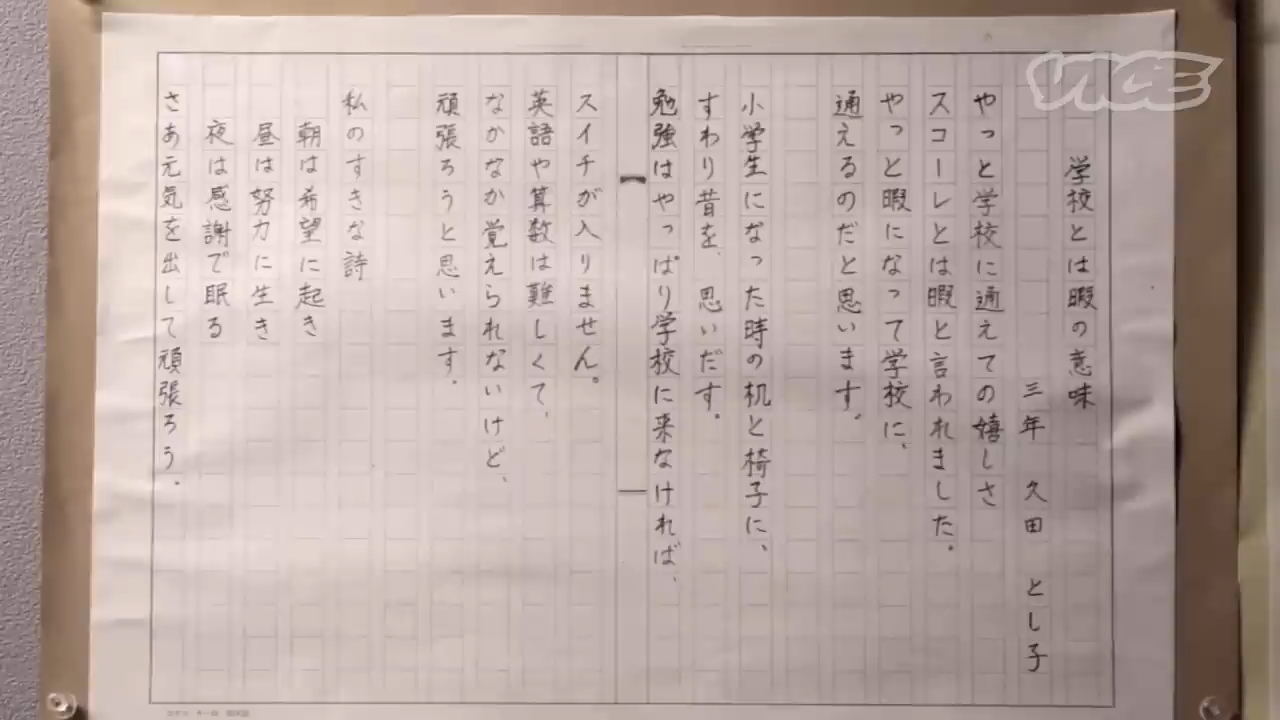 学校とは暇の意味
三年 久田 とし子
やっと学校に通えての嬉しさ
スコーレとは暇と言われました。
やっと暇になって学校に、
通えるのだと思います。
小学生になった時の机と椅子に、
すわり昔を、思いだす。
勉強はやっぱり学校に来なければ、
スイチが入りません。
英語や算数は難しくて、
なかなか覚えられないけど、
頑張ろうと思います。
私のすきな詩
朝は希望に起き
昼は努力に生き
夜は感謝で眠る
さあ元気を出して頑張ろう。
VICE